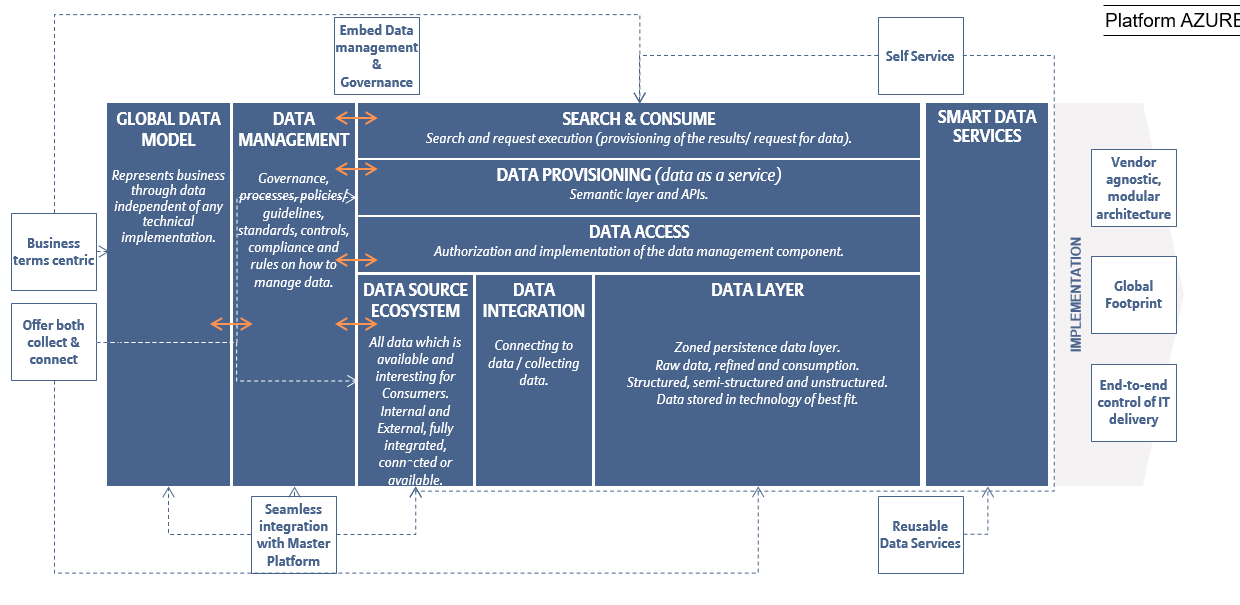 Platform AZURE
Embed Data
management
&
Governance
Self Service
GLOBAL DATA
MODEL
Represents business
through data
independent of any
technical
implementation.
DATA
MANAGEMENT
Governance,
processes, policies/
guidelines,
standards, controls,
compliance and
rules on how to
manage data.
SEARCH & CONSUME
Search and request execution (provisioning of the results/ request for data).
DATA PROVISIONING (data as a service)
Semantic layer and APIs.
DATA ACCESS
Authorization and implementation of the data management component.
DATA SOURCE
ECOSYSTEM
All data which is
available and
interesting for
Consumers.
Internal and
External, fully
integrated,
connected or
available.
DATA
INTEGRATION
Connecting to
data / collecting
data.
DATA LAYER
Zoned persistence data layer.
Raw data, refined and consumption.
Structured, semi-structured and unstructured.
Data stored in technology of best fit.
SMART DATA
SERVICES
Business
terms centric
Offer both
collect &
connect
IMPLEMENTATION
Vendor
agnostic,
modular
architecture
Global
Footprint
End-to-end
control of IT
delivery
Seamless
integration
with Master
Platform
Reusable
Data Services